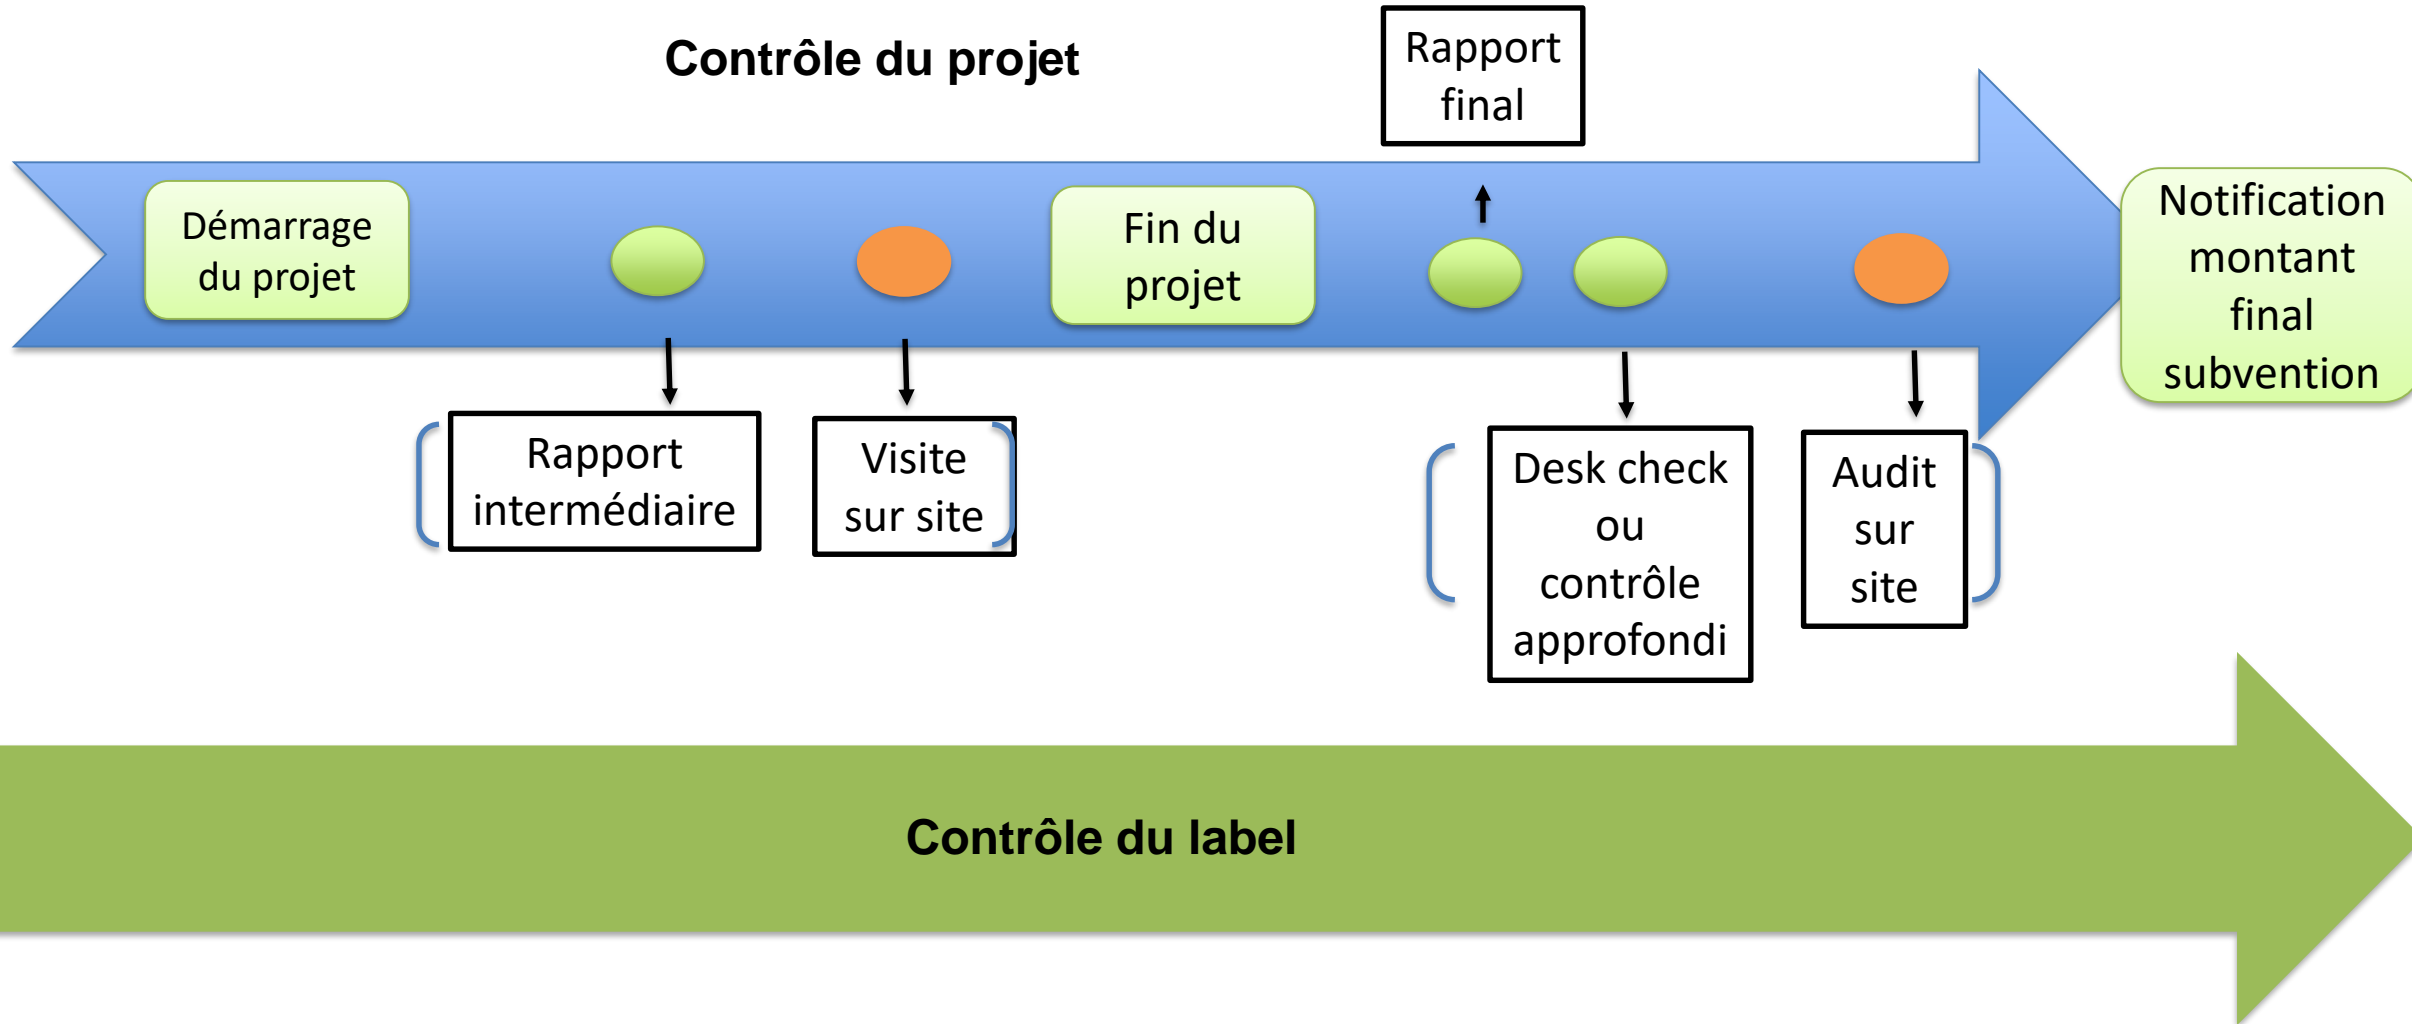 Contrôle du projet
Rapport
final
Démarrage
du projet
Fin du
projet
Notification
montant
final
subvention
Rapport
intermédiaire
Visite
sur site
Desk check
ou
contrôle
approfondi
Audit
sur
site
Contrôle du label